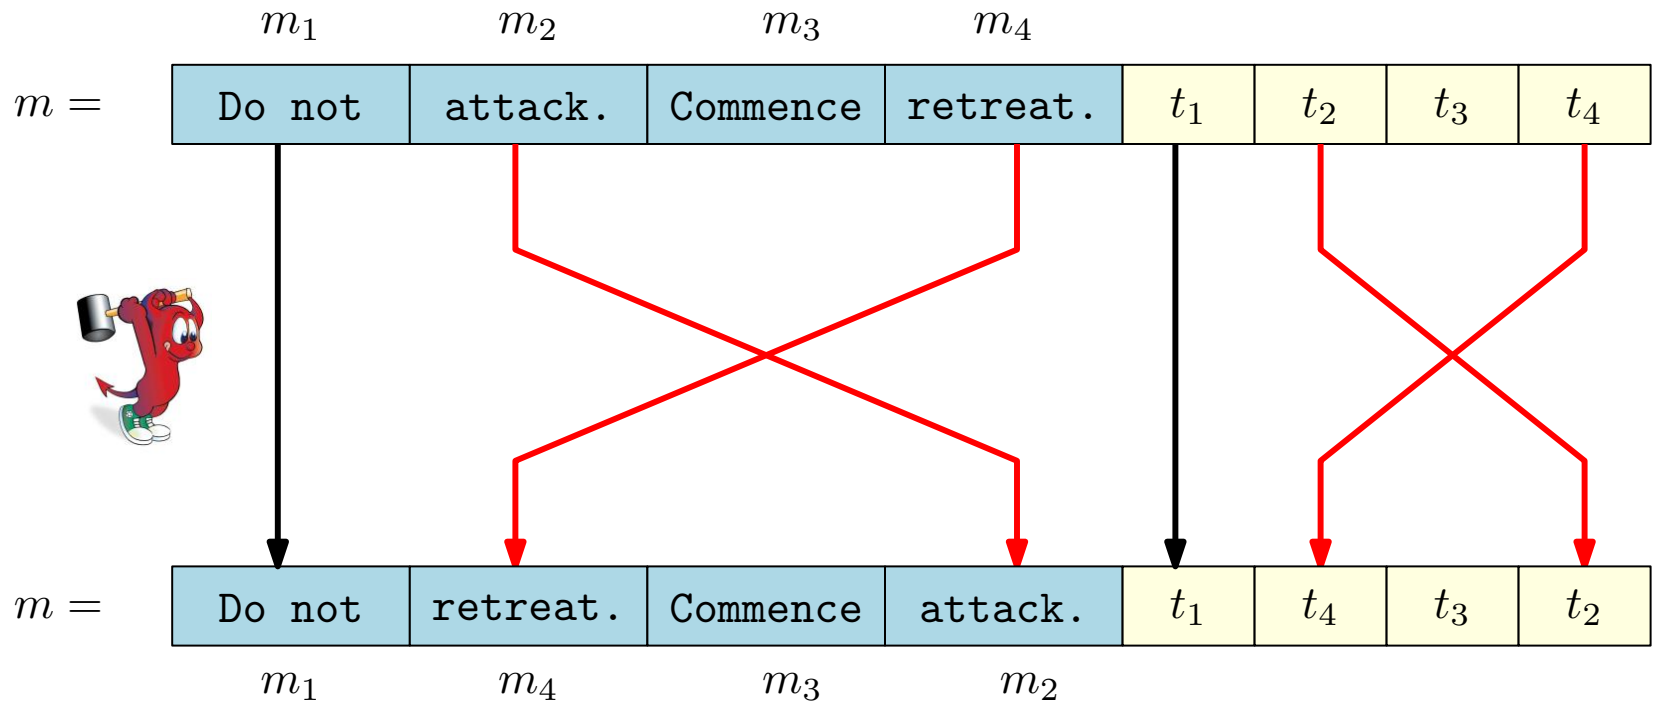 m₁ m₂ m₃ m₄
m = Do not attack. Commence retreat. t₁ t₂ t₃ t₄
m = Do not retreat. Commence attack. t₁ t₄ t₃ t₂
m₁ m₄ m₃ m₂